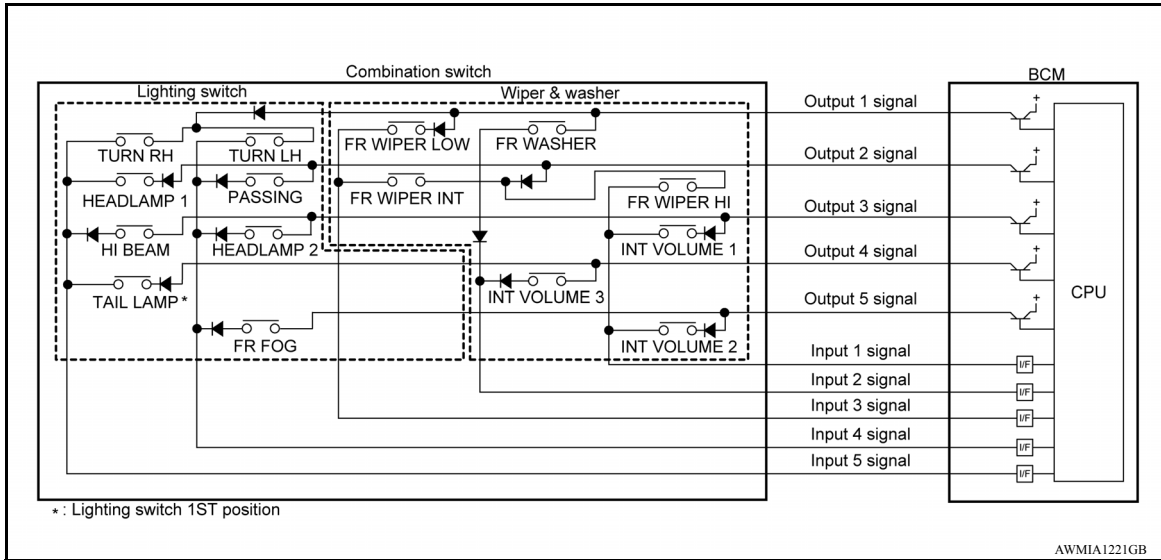 Combination switch
BCM
Lighting switch
Wiper & washer
Output 1 signal
+
TURN RH
TURN LH
FR WIPER LOW
FR WASHER
Output 2 signal
+
HEADLAMP 1
PASSING
FR WIPER INT
FR WIPER HI
Output 3 signal
+
HI BEAM
HEADLAMP 2
INT VOLUME 1
Output 4 signal
+
TAIL LAMP*
INT VOLUME 3
CPU
Output 5 signal
+
FR FOG
INT VOLUME 2
Input 1 signal
I/F
Input 2 signal
I/F
Input 3 signal
I/F
Input 4 signal
I/F
Input 5 signal
I/F
* : Lighting switch 1ST position
AWMIA1221GB